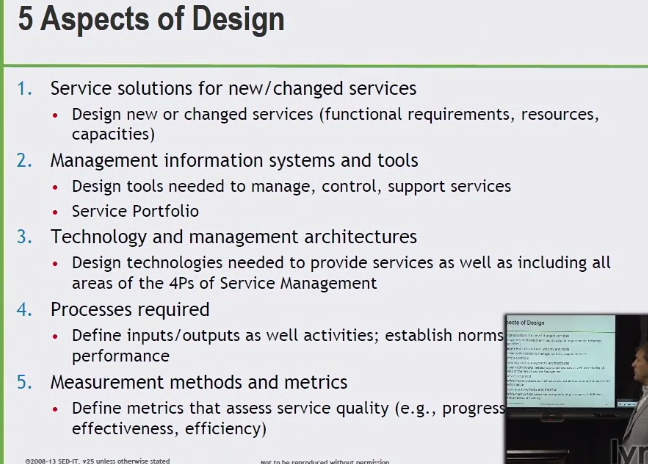 5 Aspects of Design
1. Service solutions for new/changed services
• Design new or changed services (functional requirements, resources,
capacities)
2. Management information systems and tools
• Design tools needed to manage, control, support services
• Service Portfolio
3. Technology and management architectures
• Design technologies needed to provide services as well as including all
areas of the 4Ps of Service Management
4. Processes required
• Define inputs/outputs as well activities; establish norms
performance
5. Measurement methods and metrics
• Define metrics that assess service quality (e.g., progress
effectiveness, efficiency)
©2008-13 SED-IT, v25 unless otherwise stated
Not to be reproduced without permission
pects of Design
lyn